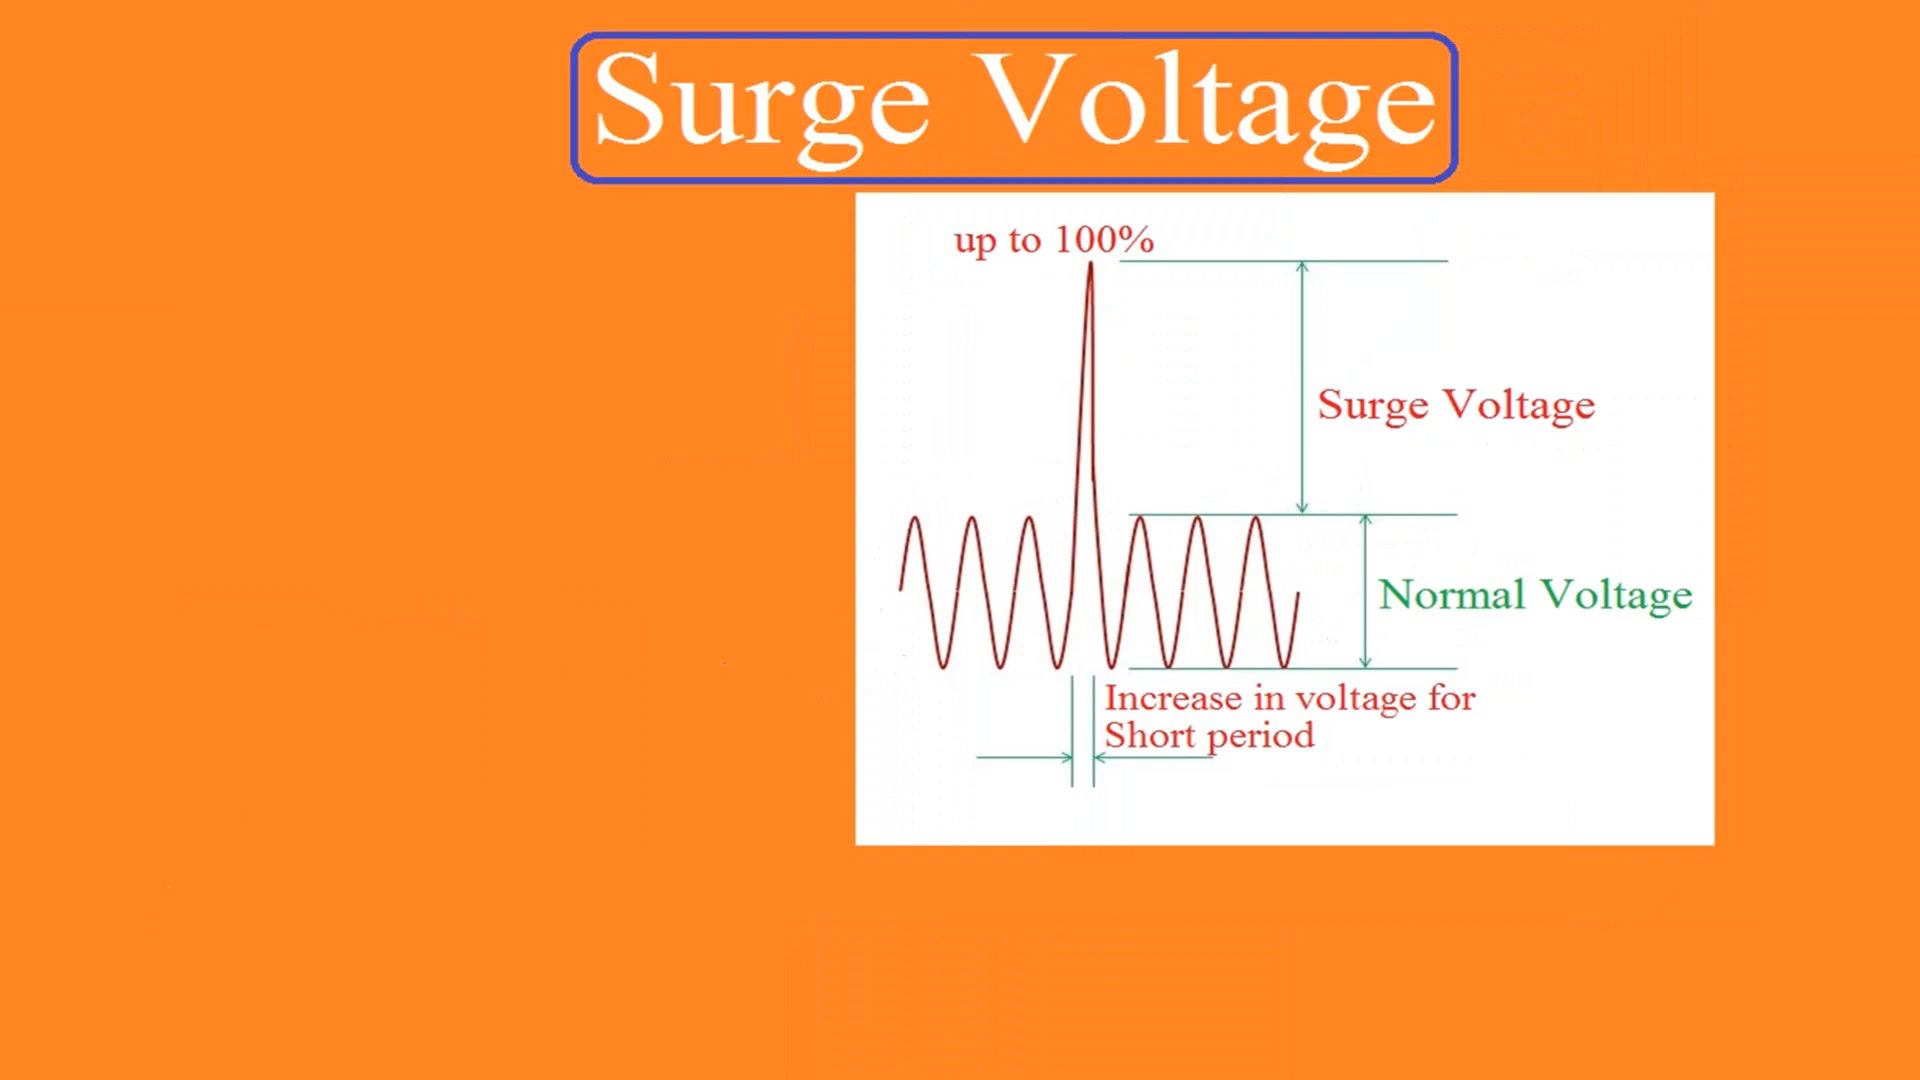 Surge Voltage
up to 100%
Surge Voltage
Normal Voltage
Increase in voltage for
Short period